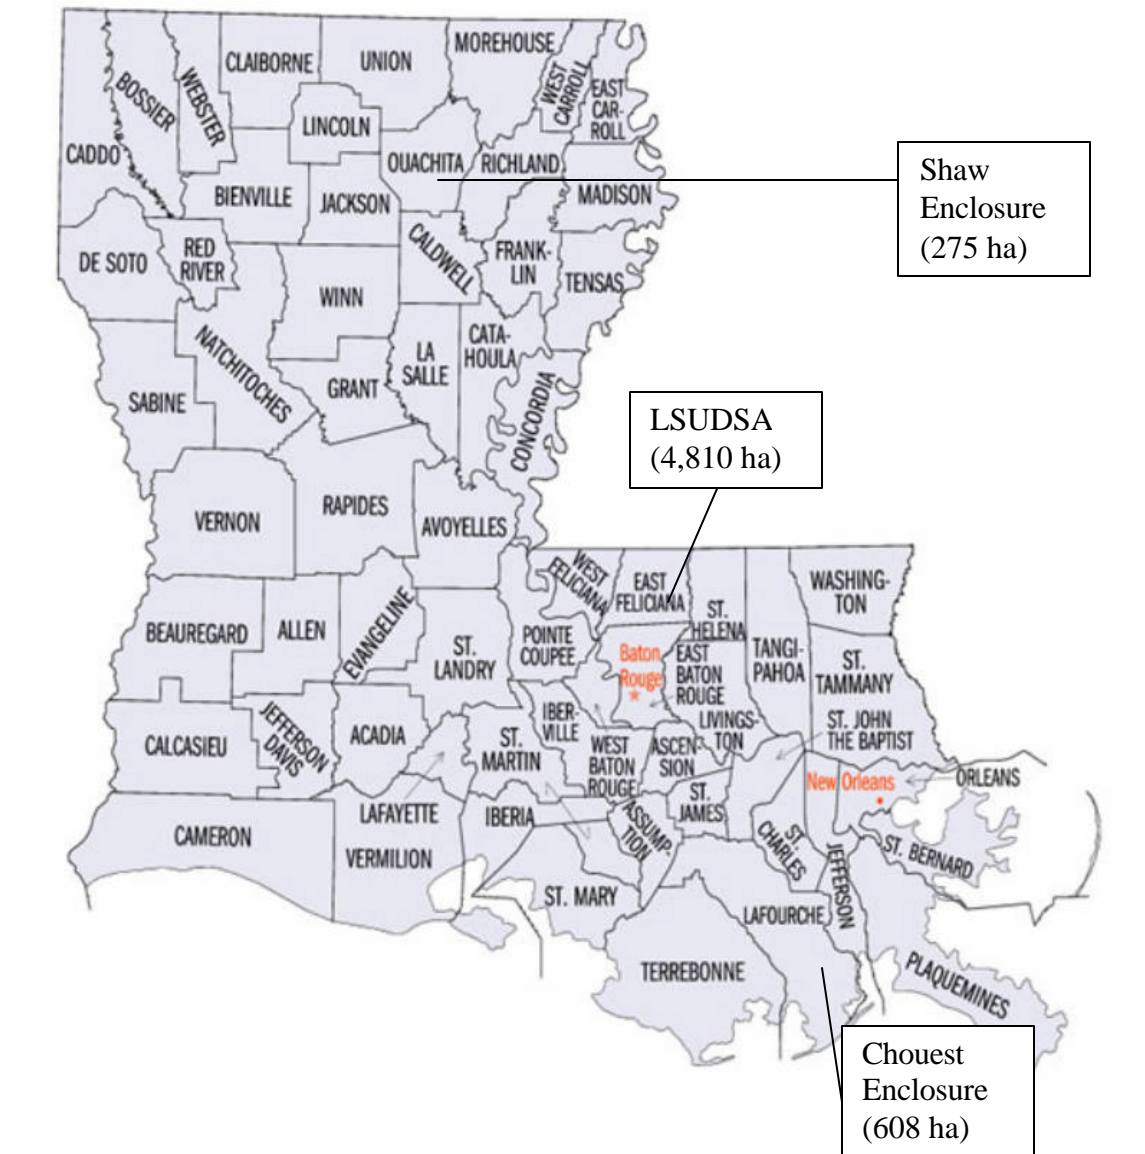 MOREHOUSE
CLAIBORNE
UNION
WEST
CARROLL
EAST
CAR-
ROLL
BOSSIER
WEBSTER
LINCOLN
CADDO
OUACHITA
RICHLAND
MADISON
Shaw
Enclosure
(275 ha)
BIENVILLE
JACKSON
DE SOTO
RED
RIVER
CALDWELL
FRANK-
LIN
TENSAS
WINN
NATCHITOCHES
LA
SALLE
CATA-
HOULA
SABINE
GRANT
CONCORDIA
LSUDSA
(4,810 ha)
VERNON
RAPIDES
AVOYELLES
WEST
FELICIANA
EAST
FELICIANA
ST.
HELENA
WASHING-
TON
BEAUREGARD
ALLEN
EVANGELINE
ST.
LANDRY
POINTE
COUPEE
Baton
Rouge
*
EAST
BATON
ROUGE
TANGI-
PAHOA
ST.
TAMMANY
CALCASIEU
JEFFERSON
DAVIS
ACADIA
ST.
MARTIN
IBER-
VILLE
WEST
BATON
ROUGE
ASCEN-
SION
LIVINGS-
TON
ST. JOHN
THE BAPTIST
New Orleans
ORLEANS
CAMERON
LAFAYETTE
VERMILION
IBERIA
ASSUMP-
TION
ST.
JAMES
ST.
CHARLES
JEFFERSON
ST. BERNARD
ST. MARY
LAFOURCHE
TERREBONNE
PLAQUEMINES
Chouest
Enclosure
(608 ha)